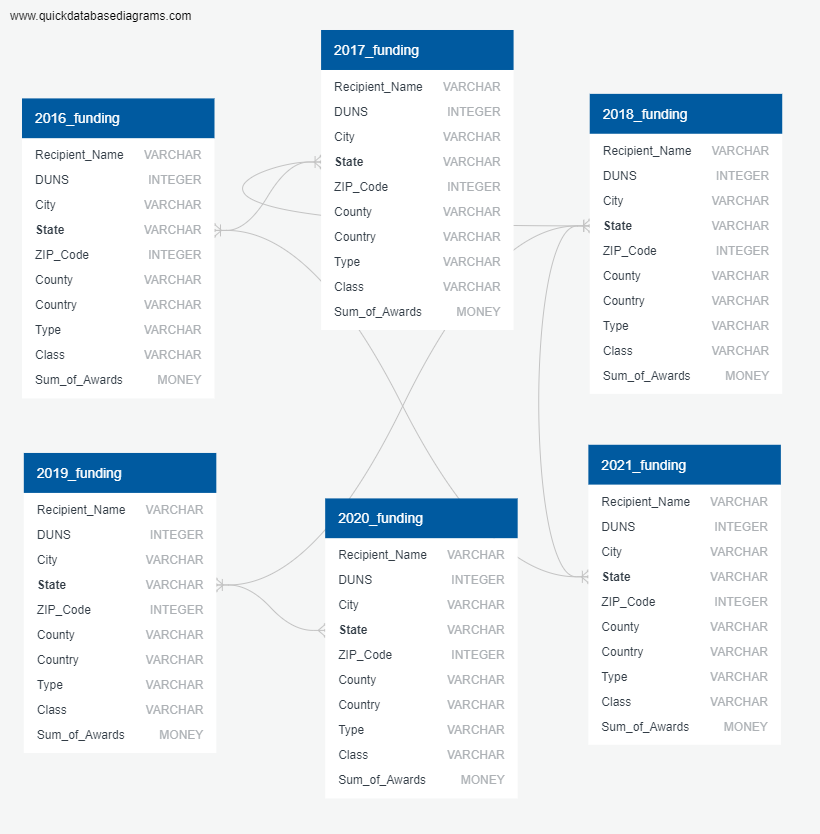 www.quickdatabasediagrams.com
2016_funding
Recipient_Name VARCHAR
DUNS INTEGER
City VARCHAR
State VARCHAR
ZIP_Code INTEGER
County VARCHAR
Country VARCHAR
Type VARCHAR
Class VARCHAR
Sum_of_Awards MONEY
2017_funding
Recipient_Name VARCHAR
DUNS INTEGER
City VARCHAR
State VARCHAR
ZIP_Code INTEGER
County VARCHAR
Country VARCHAR
Type VARCHAR
Class VARCHAR
Sum_of_Awards MONEY
2018_funding
Recipient_Name VARCHAR
DUNS INTEGER
City VARCHAR
State VARCHAR
ZIP_Code INTEGER
County VARCHAR
Country VARCHAR
Type VARCHAR
Class VARCHAR
Sum_of_Awards MONEY
2019_funding
Recipient_Name VARCHAR
DUNS INTEGER
City VARCHAR
State VARCHAR
ZIP_Code INTEGER
County VARCHAR
Country VARCHAR
Type VARCHAR
Class VARCHAR
Sum_of_Awards MONEY
2020_funding
Recipient_Name VARCHAR
DUNS INTEGER
City VARCHAR
State VARCHAR
ZIP_Code INTEGER
County VARCHAR
Country VARCHAR
Type VARCHAR
Class VARCHAR
Sum_of_Awards MONEY
2021_funding
Recipient_Name VARCHAR
DUNS INTEGER
City VARCHAR
State VARCHAR
ZIP_Code INTEGER
County VARCHAR
Country VARCHAR
Type VARCHAR
Class VARCHAR
Sum_of_Awards MONEY